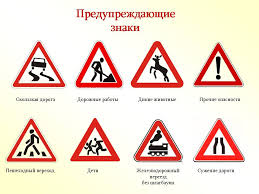 Предупреждающие
знаки
Скользкая дорога
Дорожные работы
Дикие животные
Прочие опасности
Пешеходный переход
Дети
Железнодорожный
переезд
без шлагбаума
Сужение дороги